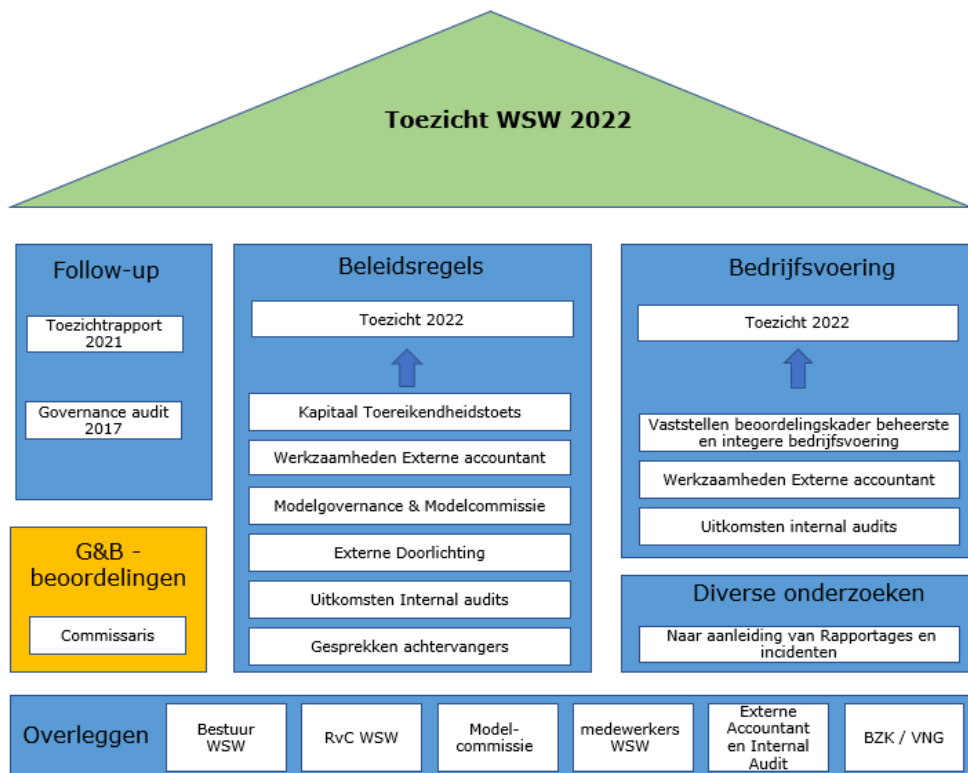 Toezicht WSW 2022
Follow-up
Toezichtrapport
2021
Governance audit
2017
G&B -
beoordelingen
Commissaris
Beleidsregels
Toezicht 2022
Kapitaal Toereikendheidstoets
Werkzaamheden Externe accountant
Modelgovernance & Modelcommissie
Externe Doorlichting
Uitkomsten Internal audits
Gesprekken achtervangers
Bedrijfsvoering
Toezicht 2022
Vaststellen beoordelingskader beheerste
en integere bedrijfsvoering
Werkzaamheden Externe accountant
Uitkomsten internal audits
Diverse onderzoeken
Naar aanleiding van Rapportages en
incidenten
Overleggen
Bestuur
WSW
RvC WSW
Model-
commissie
medewerkers
WSW
Externe
Accountant
en Internal
Audit
BZK / VNG